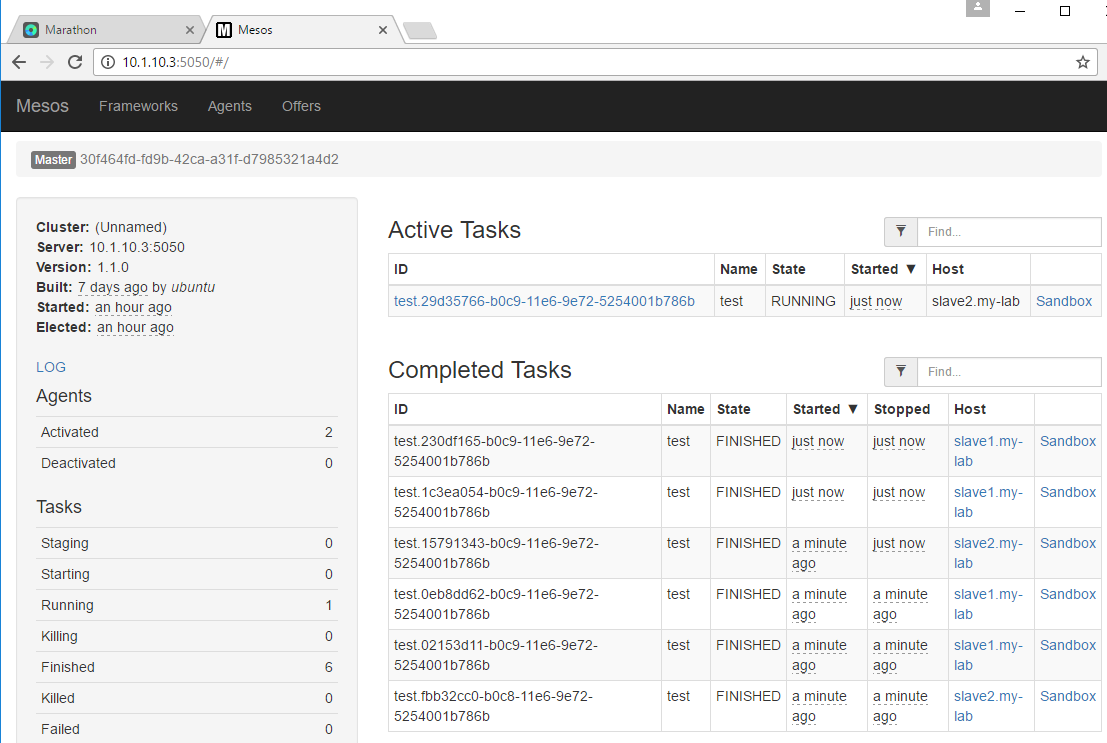 Marathon
Mesos
10.1.10.3:5050/#/
Mesos Frameworks Agents Offers
Master 30f464fd-fd9b-42ca-a31f-d7985321a4d2
Cluster: (Unnamed)
Server: 10.1.10.3:5050
Version: 1.1.0
Built: 7 days ago by ubuntu
Started: an hour ago
Elected: an hour ago
LOG
Agents
Activated 2
Deactivated 0
Tasks
Staging 0
Starting 0
Running 1
Killing 0
Finished 6
Killed 0
Failed 0
Active Tasks
Find...
ID Name State Started ▼ Host
test.29d35766-b0c9-11e6-9e72-5254001b786b test RUNNING just now slave2.my-lab Sandbox
Completed Tasks
Find...
ID Name State Started ▼ Stopped Host
test.230df165-b0c9-11e6-9e72- test FINISHED just now just now slave1.my- Sandbox
5254001b786b lab
test.1c3ea054-b0c9-11e6-9e72- test FINISHED just now just now slave1.my- Sandbox
5254001b786b lab
test.15791343-b0c9-11e6-9e72- test FINISHED a minute just now slave2.my- Sandbox
5254001b786b ago lab
test.0eb8dd62-b0c9-11e6-9e72- test FINISHED a minute a minute slave1.my- Sandbox
5254001b786b ago ago lab
test.02153d11-b0c9-11e6-9e72- test FINISHED a minute a minute slave1.my- Sandbox
5254001b786b ago ago lab
test.fbb32cc0-b0c8-11e6-9e72- test FINISHED a minute a minute slave2.my- Sandbox
5254001b786b ago ago lab